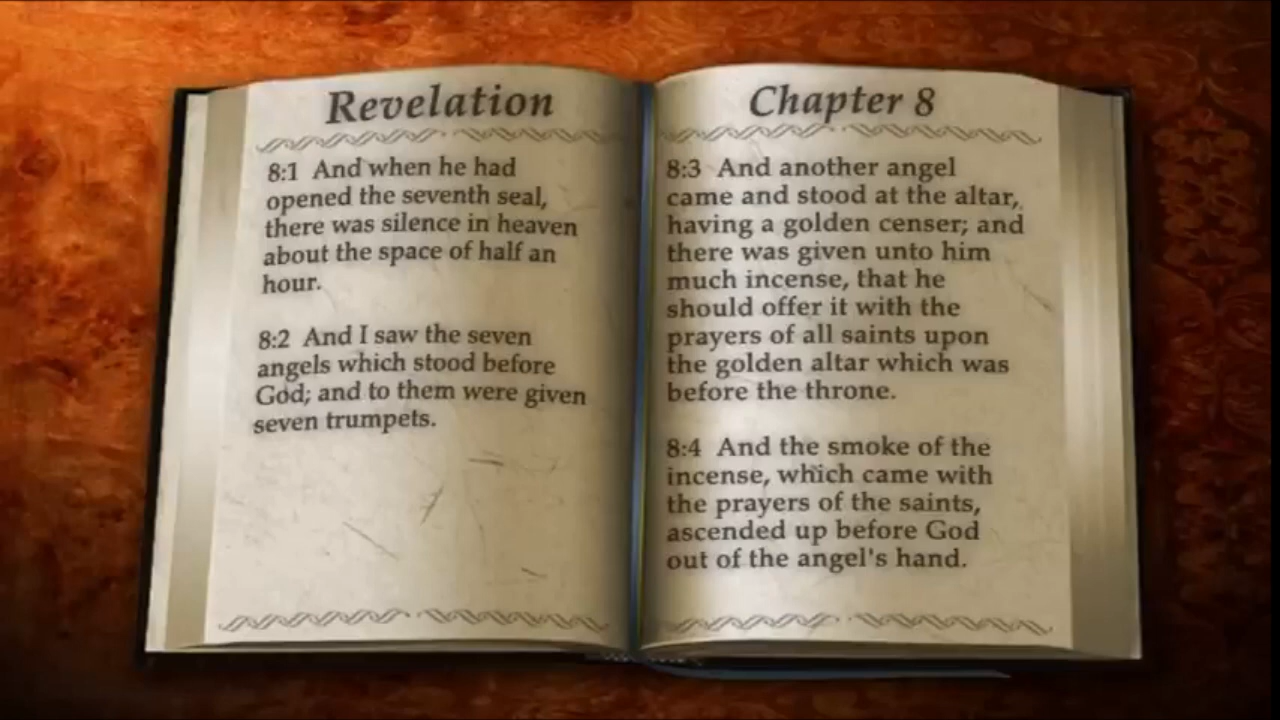 Revelation
8:1 And when he had
opened the seventh seal,
there was silence in heaven
about the space of half an
hour.
8:2 And I saw the seven
angels which stood before
God; and to them were given
seven trumpets.
Chapter 8
8:3 And another angel
came and stood at the altar,
having a golden censer; and
there was given unto him
much incense, that he
should offer it with the
prayers of all saints upon
the golden altar which was
before the throne.
8:4 And the smoke of the
incense, which came with
the prayers of the saints,
ascended up before God
out of the angel's hand.